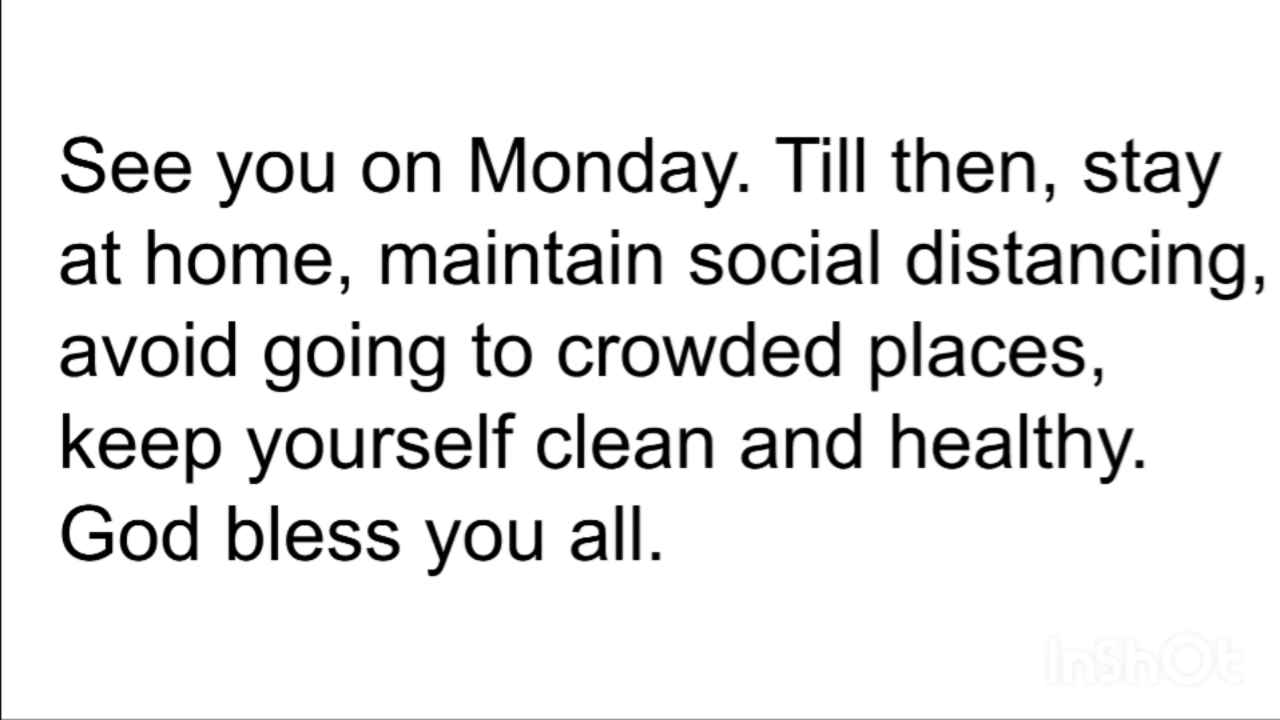 See you on Monday. Till then, stay
at home, maintain social distancing,
avoid going to crowded places,
keep yourself clean and healthy.
God bless you all.
InShOt